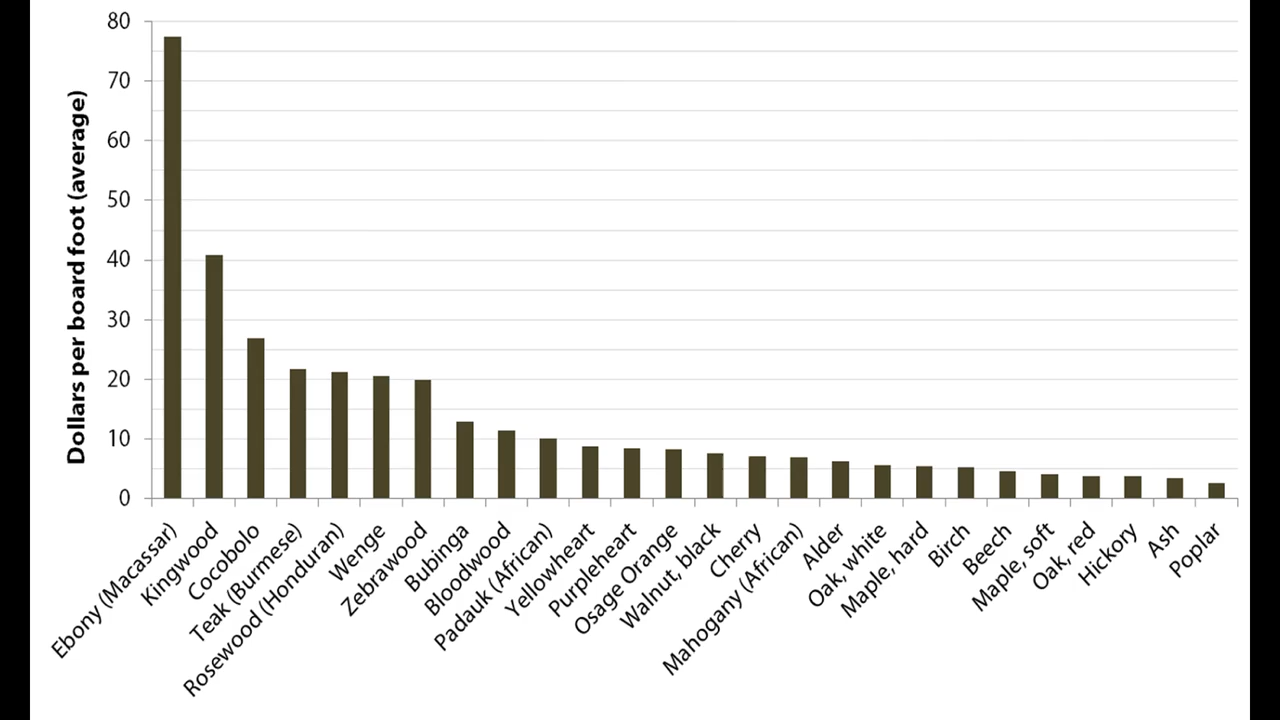 Dollars per board foot (average)
80
70
60
50
40
30
20
10
0
Ebony (Macassar)
Kingwood
Cocobolo
Teak (Burmese)
Rosewood (Honduran)
Wenge
Zebrawood
Bubinga
Bloodwood
Padauk (African)
Yellowheart
Purpleheart
Osage Orange
Walnut, black
Cherry
Mahogany (African)
Alder
Oak, white
Maple, hard
Birch
Beech
Maple, soft
Oak, red
Hickory
Ash
Poplar